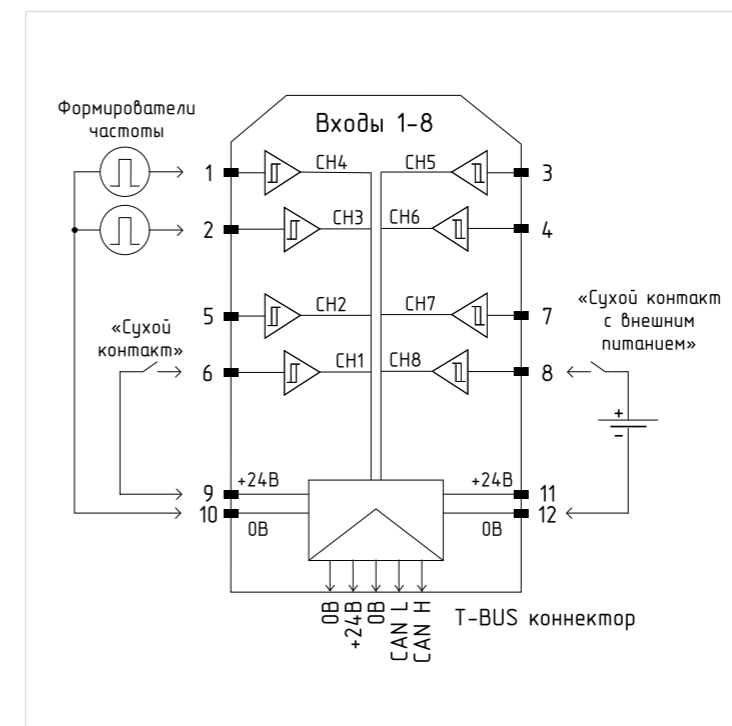 Формирователи
частоты
Входы 1-8
1
CH4
CH5
3
2
CH3
CH6
4
5
CH2
CH7
7
«Сухой
контакт»
«Сухой контакт
с внешним
питанием»
6
CH1
CH8
8
+
-
9
+24В
+24В
11
10
0В
0В
12
0В
+24В
0В
CAN L
CAN H
T-BUS коннектор